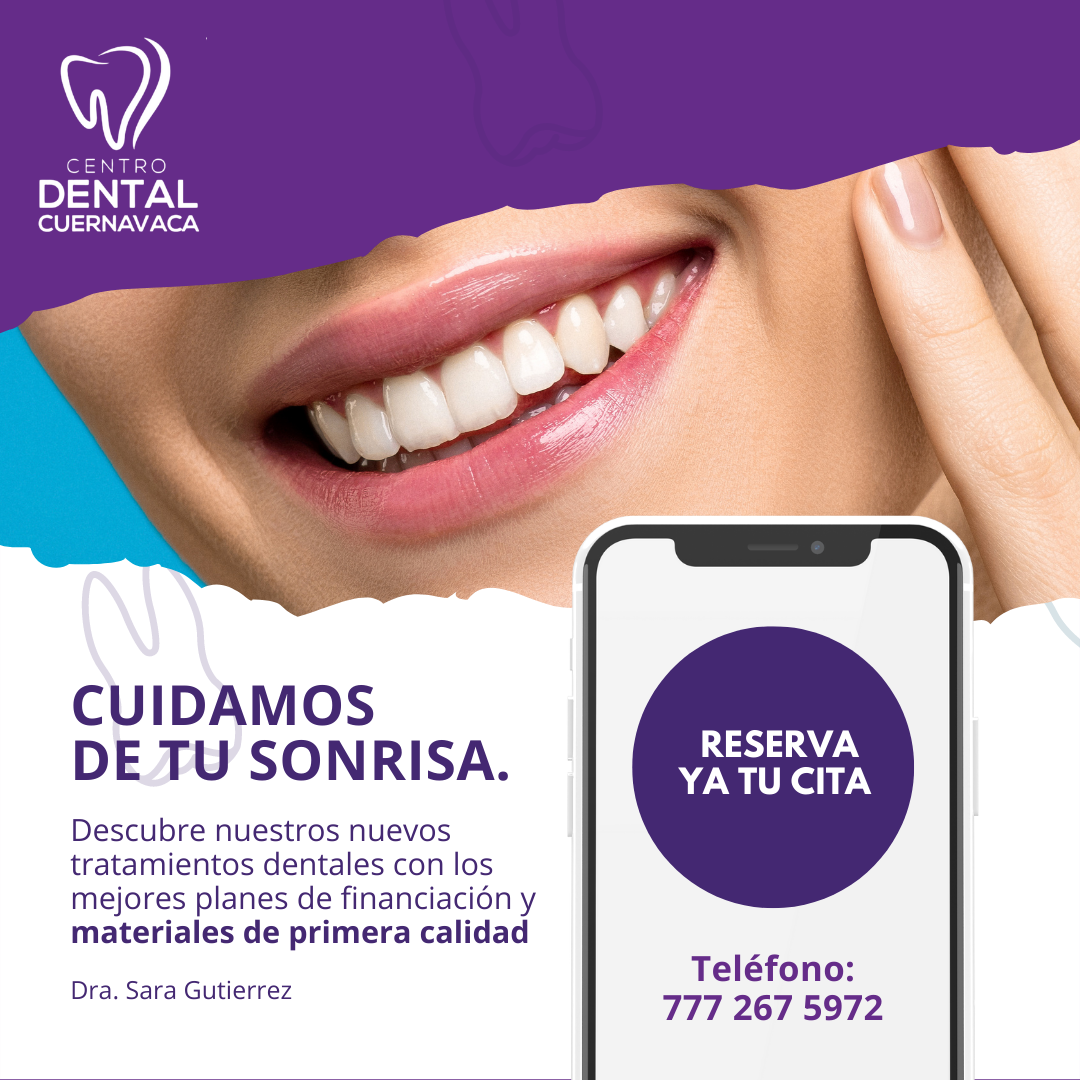 CENTRO
DENTAL
CUERNAVACA
CUIDAMOS
DE TU SONRISA.
Descubre nuestros nuevos
tratamientos dentales con los
mejores planes de financiación y
materiales de primera calidad
Dra. Sara Gutierrez
RESERVA
YA TU CITA
Teléfono:
777 267 5972